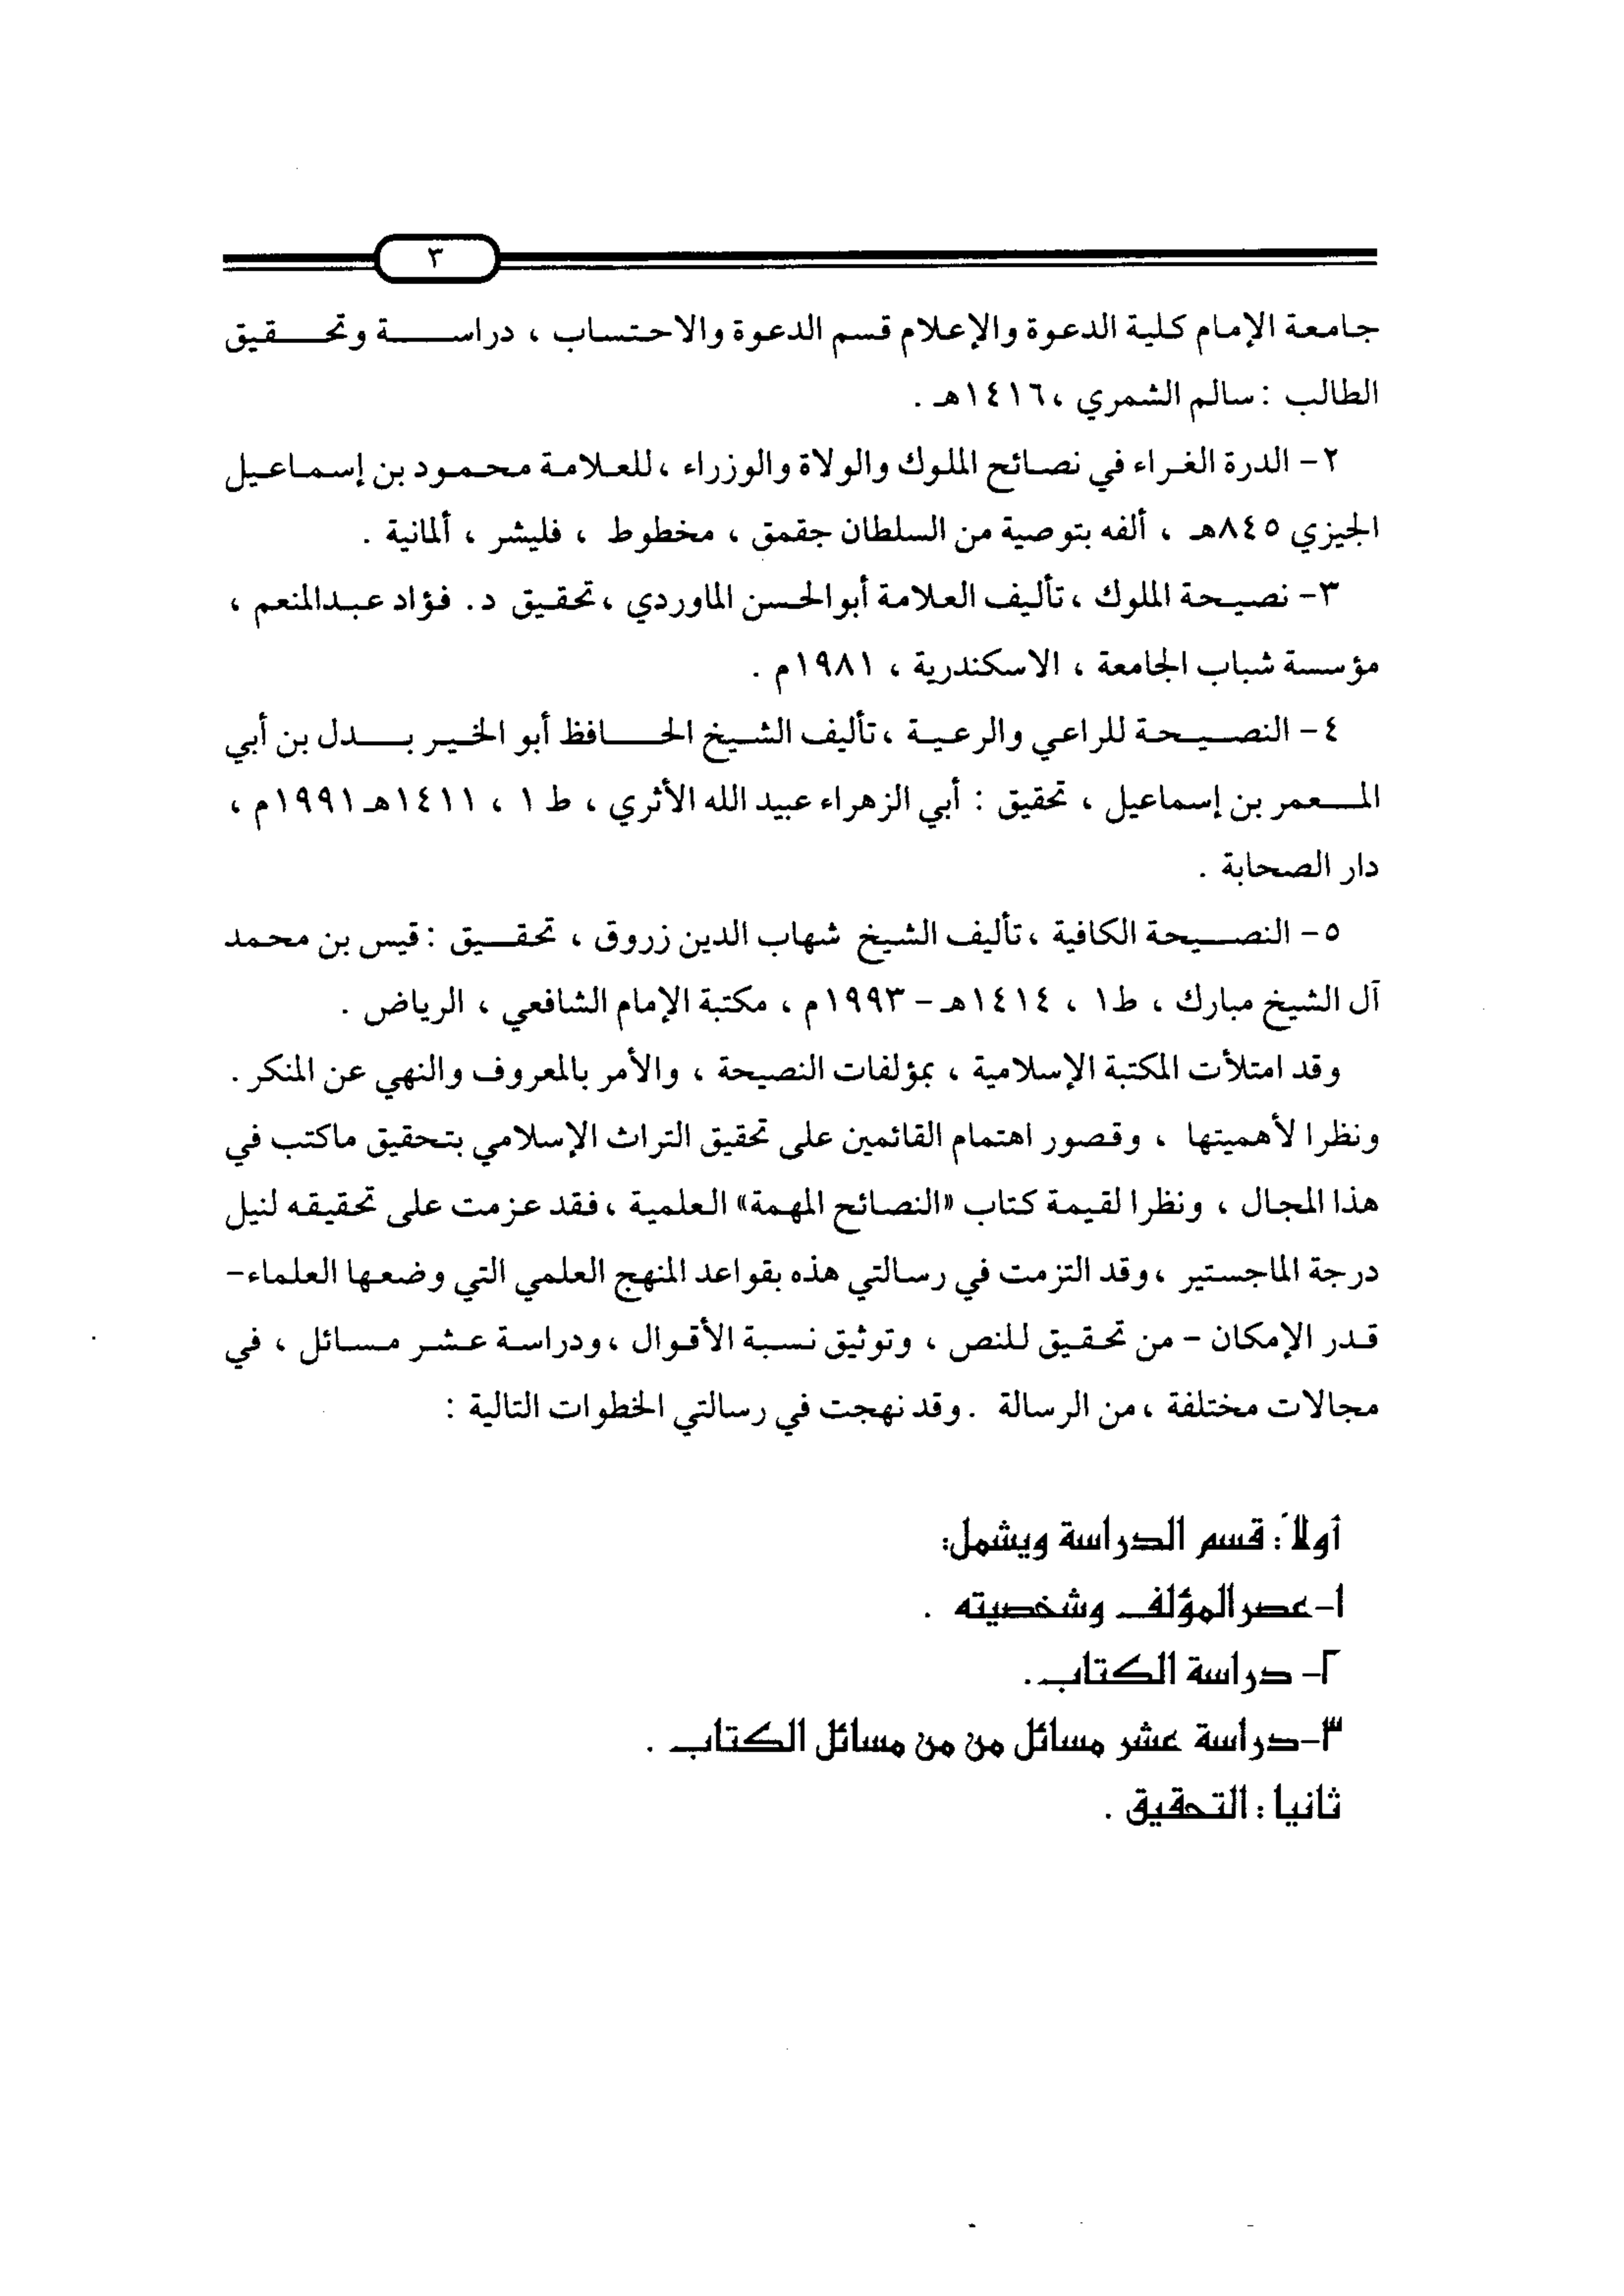 ٣
جامعة الإمام كلية الدعوة والإعلام قسم الدعوة والاحتساب ، دراسة وتحقيق
الطالب : سالم الشمري ،١٤١٦هـ .
٢- الدرة الغراء في نصائح الملوك والولاة والوزراء ،للعلامة محمود بن إسماعيل
الجيزي ٨٤٥هـ ، ألفه بتوصية من السلطان جقمق ، مخطوط ، فليشر ، ألمانية .
٣- نصيحة الملوك ،تأليف العلامة أبوالحسن الماوردي ،تحقيق د. فؤاد عبدالمنعم ،
مؤسسة شباب الجامعة ، الاسكندرية ، ١٩٨١م .
٤- النصيحة للراعي والرعية ،تأليف الشيخ الحافظ أبو الخير بدل بن أبي
المعمر بن إسماعيل ، تحقيق : أبي الزهراء عبيد الله الأثري ، ط١ ، ١٤١١هـ١٩٩١م ،
دار الصحابة .
٥- النصيحة الكافية ،تأليف الشيخ شهاب الدين زروق ، تحقيق : قيس بن محمد
آل الشيخ مبارك ، ط١ ، ١٤١٤هـ- ١٩٩٣م ، مكتبة الإمام الشافعي ، الرياض .
وقد امتلأت المكتبة الإسلامية ، بمؤلفات النصيحة ، والأمر بالمعروف والنهي عن المنكر .
ونظرا لأهميتها ، وقصور اهتمام القائمين على تحقيق التراث الإسلامي بتحقيق ماكتب في
هذا المجال ، ونظرا لقيمة كتاب «النصائح المهمة» العلمية ،فقد عزمت على تحقيقه لنيل
درجة الماجستير ،وقد التزمت في رسالتي هذه بقواعد المنهج العلمي التي وضعها العلماء-
قدر الإمكان - من تحقيق للنص ، وتوثيق نسبة الأقوال ،ودراسة عشر مسائل ، في
مجالات مختلفة ،من الرسالة . وقد نهجت في رسالتي الخطوات التالية :
أولاً: قسم الدراسة ويشمل:
١-عصرالمؤلف وشخصيته .
٢- دراسة الكتاب.
٣-دراسة عشر مسائل من من مسائل الكتاب .
ثانيا : التحقيق .